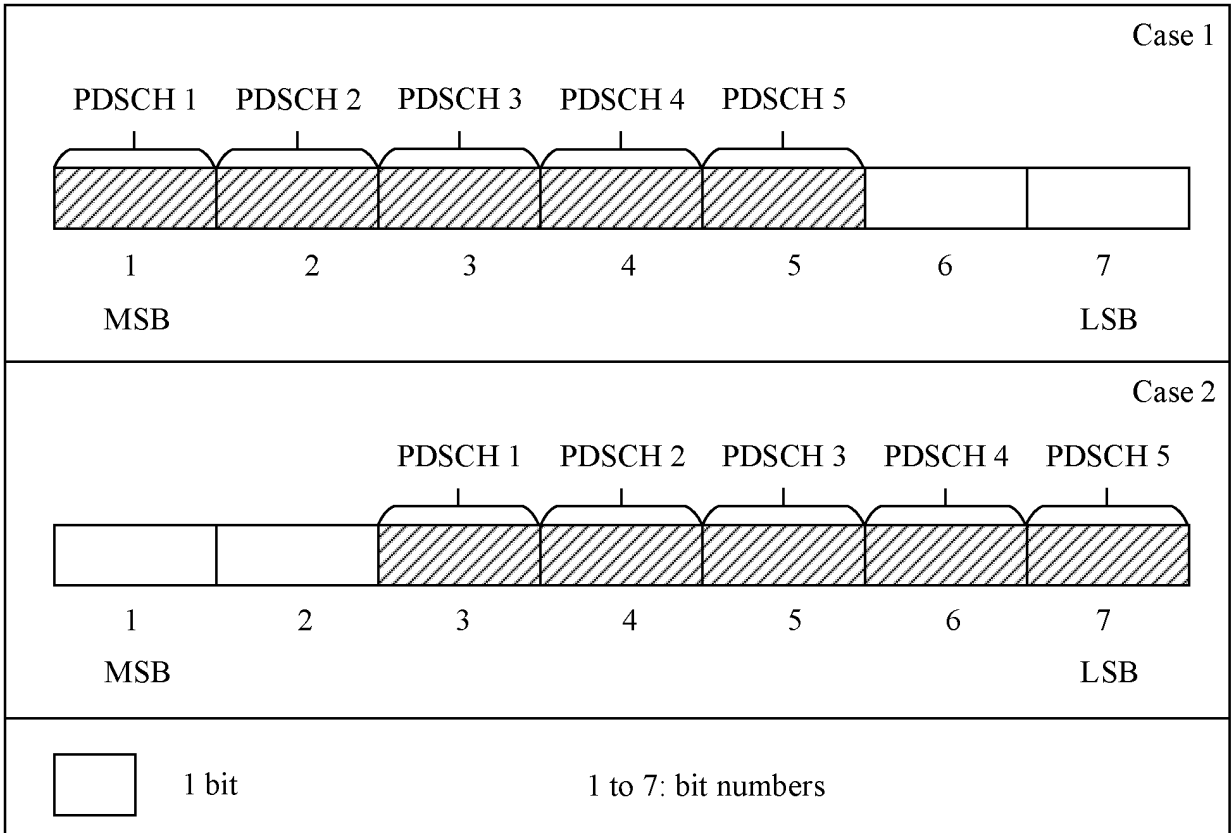 Case 1
PDSCH 1 PDSCH 2 PDSCH 3 PDSCH 4 PDSCH 5
1 2 3 4 5 6 7
MSB LSB
Case 2
PDSCH 1 PDSCH 2 PDSCH 3 PDSCH 4 PDSCH 5
1 2 3 4 5 6 7
MSB LSB
1 bit 1 to 7: bit numbers